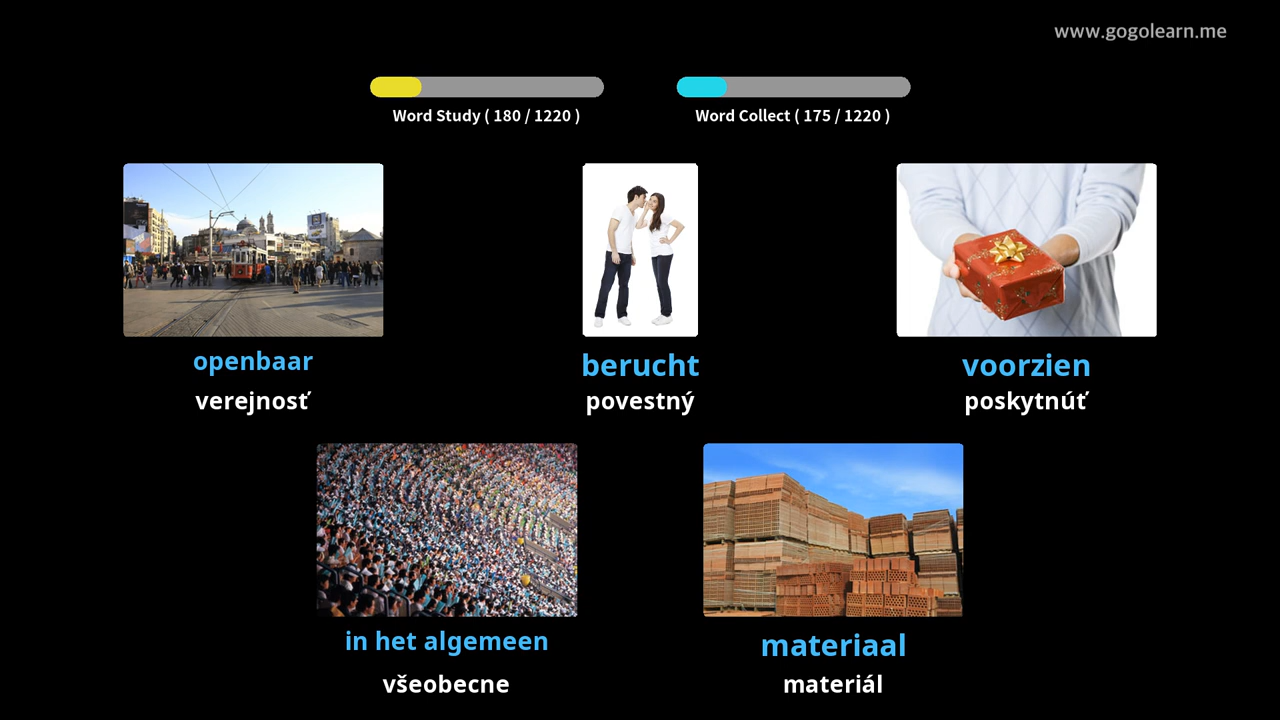 www.gogolearn.me
Word Study ( 180 / 1220 )
Word Collect ( 175 / 1220 )
openbaar
verejnosť
berucht
povestný
voorzien
poskytnúť
in het algemeen
všeobecne
materiaal
materiál